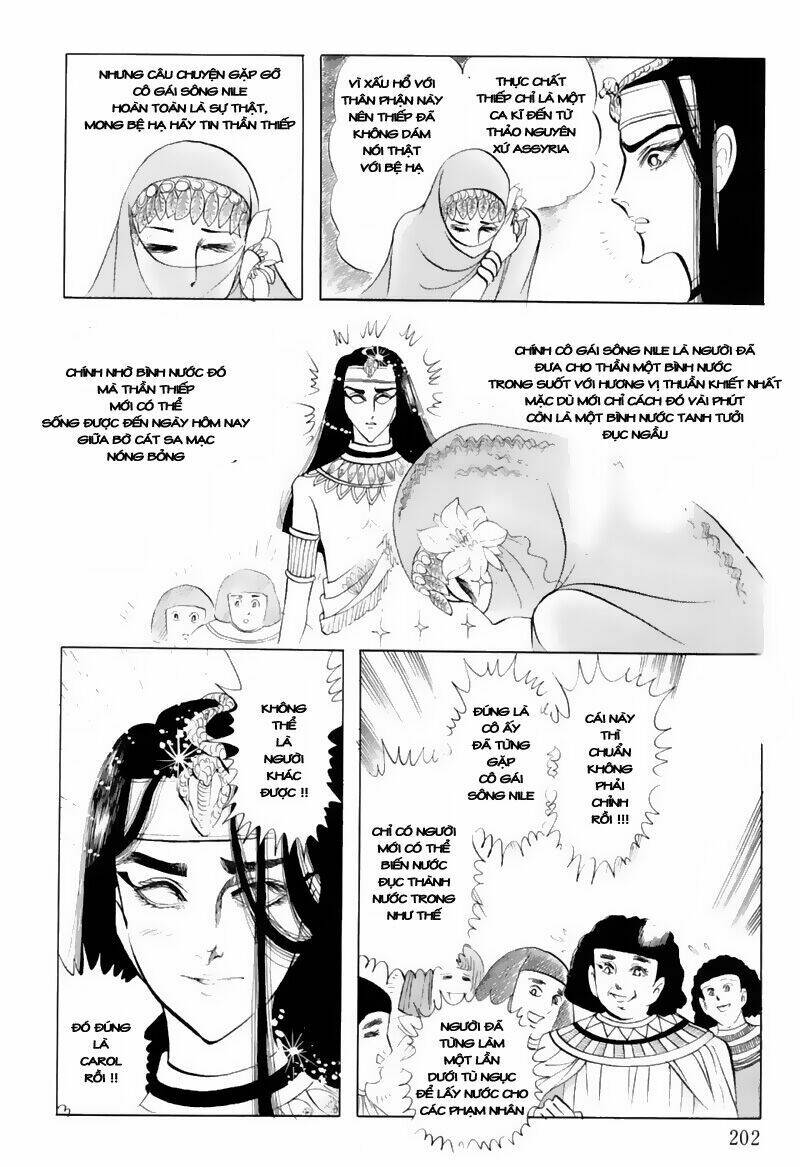 THỰC CHẤT
THIẾP CHỈ LÀ MỘT
CA KĨ ĐẾN TỪ
THẢO NGUYÊN
XỨ ASSYRIA
VÌ XẤU HỔ VỚI
THÂN PHẬN NÀY
NÊN THIẾP ĐÃ
KHÔNG DÁM
NÓI THẬT
VỚI BỆ HẠ
NHƯNG CÂU CHUYỆN GẶP GỠ
CÔ GÁI SÔNG NILE
HOÀN TOÀN LÀ SỰ THẬT,
MONG BỆ HẠ HÃY TIN THẦN THIẾP
CHÍNH CÔ GÁI SÔNG NILE LÀ NGƯỜI ĐÃ
ĐƯA CHO THẦN MỘT BÌNH NƯỚC
TRONG SUỐT VỚI HƯƠNG VỊ THUẦN KHIẾT NHẤT
MẶC DÙ MỚI CHỈ CÁCH ĐÓ VÀI PHÚT
CÒN LÀ MỘT BÌNH NƯỚC TANH TƯỞI
ĐỤC NGẦU
CHÍNH NHỜ BÌNH NƯỚC ĐÓ
MÀ THẦN THIẾP
MỚI CÓ THỂ
SỐNG ĐƯỢC ĐẾN NGÀY HÔM NAY
GIỮA BỜ CÁT SA MẠC
NÓNG BỎNG
CÁI NÀY
THÌ
CHUẨN
KHÔNG
PHẢI
CHỈNH
RỒI !!!
ĐÚNG LÀ
CÔ ẤY
ĐÃ TỪNG
GẶP
CÔ GÁI
SÔNG NILE
CHỈ CÓ NGƯỜI
MỚI CÓ THỂ
BIẾN NƯỚC
ĐỤC THÀNH
NƯỚC TRONG
NHƯ THẾ
NGƯỜI ĐÃ
TỪNG LÀM
MỘT LẦN
DƯỚI TÙ NGỤC
ĐỂ LẤY NƯỚC CHO
CÁC PHẠM NHÂN
KHÔNG
THỂ
LÀ
NGƯỜI
KHÁC
ĐƯỢC !!
ĐÓ ĐÚNG
LÀ
CAROL
RỒI !!
202